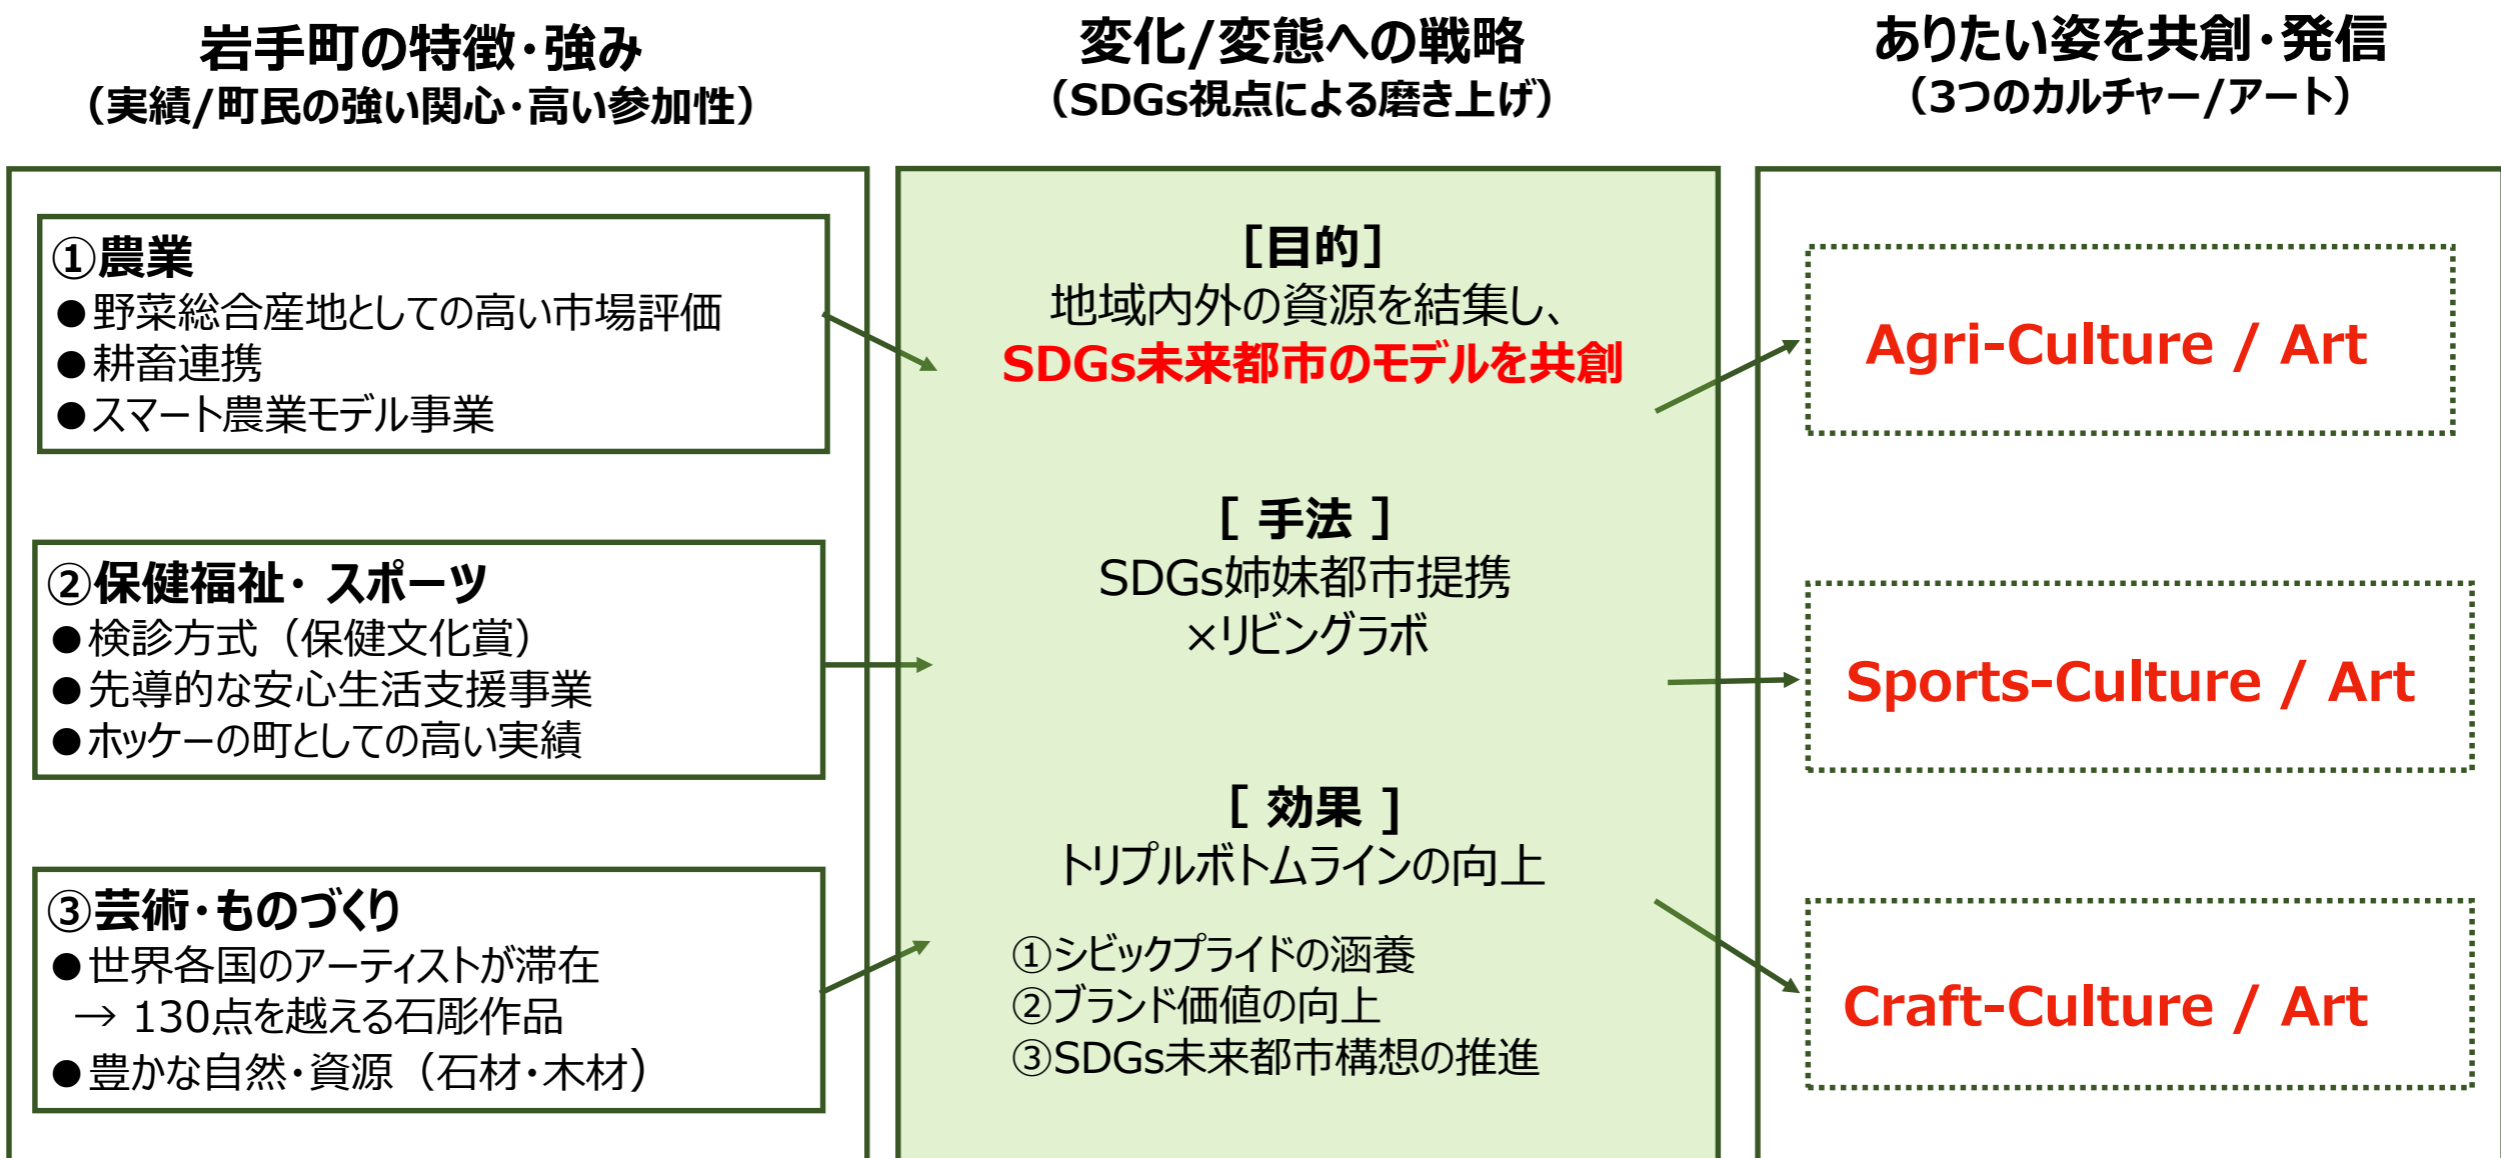 岩手町の特徴・強み
（実績/町民の強い関心・高い参加性）
①農業
●野菜総合産地としての高い市場評価
●耕畜連携
●スマート農業モデル事業
②保健福祉・ スポーツ
●検診方式（保健文化賞）
●先導的な安心生活支援事業
●ホッケーの町としての高い実績
③芸術・ものづくり
●世界各国のアーティストが滞在
→ 130点を越える石彫作品
●豊かな自然・資源（石材・木材）
変化/変態への戦略
（SDGs視点による磨き上げ）
［目的］
地域内外の資源を結集し、
SDGs未来都市のモデルを共創
［ 手法 ］
SDGs姉妹都市提携
×リビングラボ
［ 効果 ］
トリプルボトムラインの向上
①シビックプライドの涵養
②ブランド価値の向上
③SDGs未来都市構想の推進
ありたい姿を共創・発信
（3つのカルチャー/アート）
Agri-Culture / Art
Sports-Culture / Art
Craft-Culture / Art